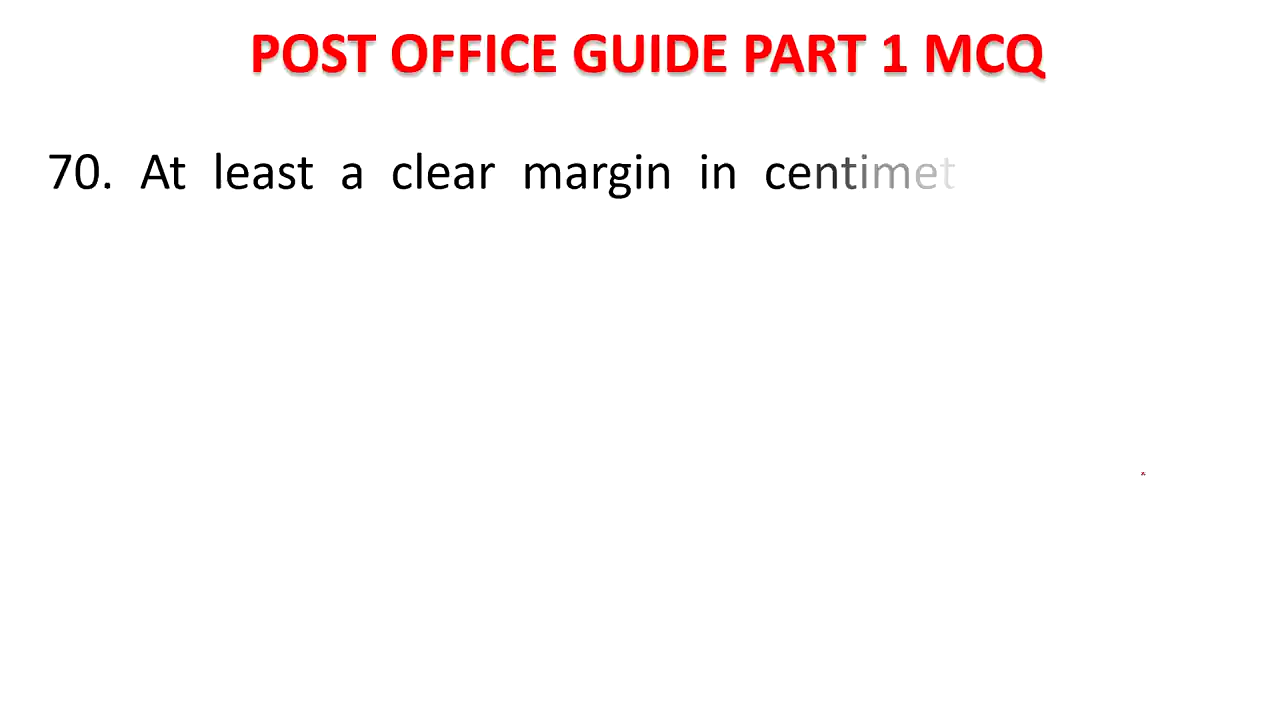 POST OFFICE GUIDE PART 1 MCQ
70. At least a clear margin in centimet